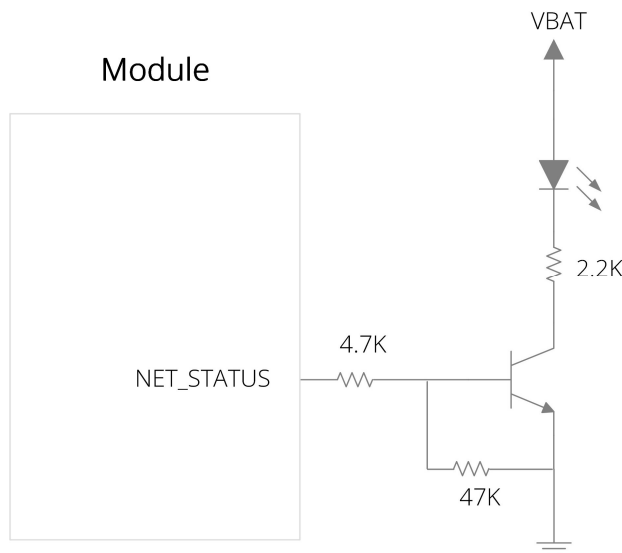 VBAT
Module
2.2K
4.7K
NET_STATUS
47K